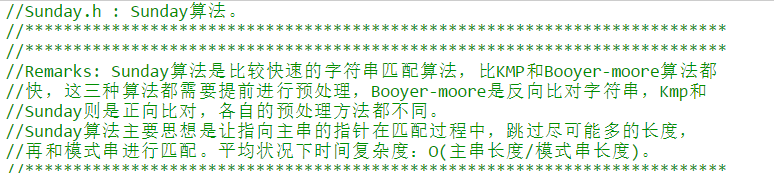 //Sunday.h : Sunday算法。
//*************************************************************************
//*************************************************************************
//Remarks: Sunday算法是比较快速的字符串匹配算法，比KMP和Booyer-moore算法都
//快，这三种算法都需要提前进行预处理，Booyer-moore是反向比对字符串，Kmp和
//Sunday则是正向比对，各自的预处理方法都不同。
//Sunday算法主要思想是让指向主串的指针在匹配过程中，跳过尽可能多的长度，
//再和模式串进行匹配。平均状况下时间复杂度：O(主串长度/模式串长度)。
//*************************************************************************